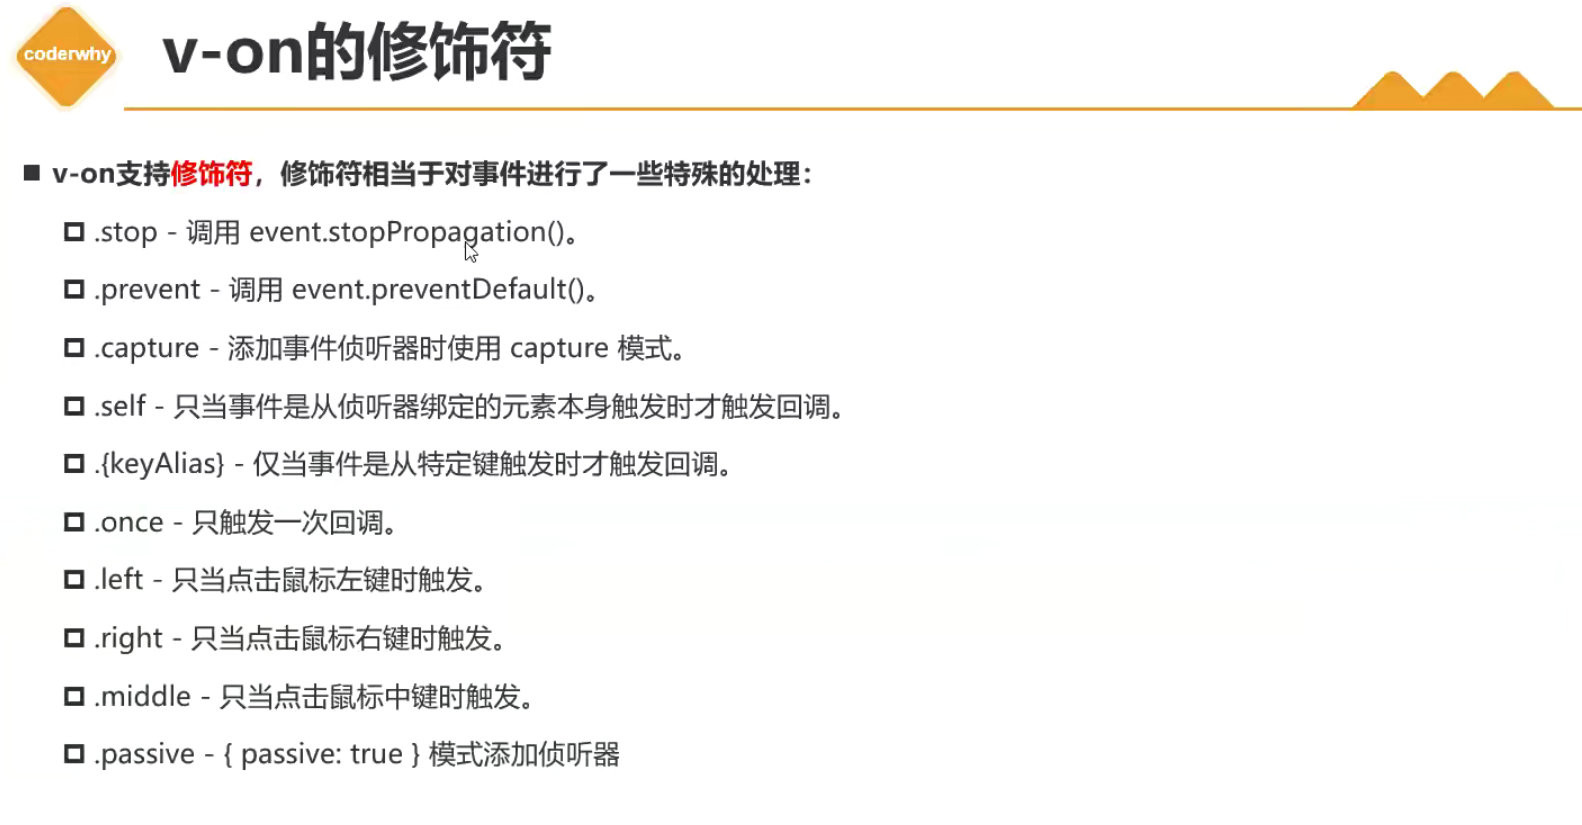 coderwhy
v-on的修饰符
v-on支持修饰符，修饰符相当于对事件进行了一些特殊的处理：
.stop - 调用 event.stopPropagation()。
.prevent - 调用 event.preventDefault()。
.capture - 添加事件侦听器时使用 capture 模式。
.self - 只当事件是从侦听器绑定的元素本身触发时才触发回调。
.{keyAlias} - 仅当事件是从特定键触发时才触发回调。
.once - 只触发一次回调。
.left - 只当点击鼠标左键时触发。
.right - 只当点击鼠标右键时触发。
.middle - 只当点击鼠标中键时触发。
.passive - { passive: true } 模式添加侦听器